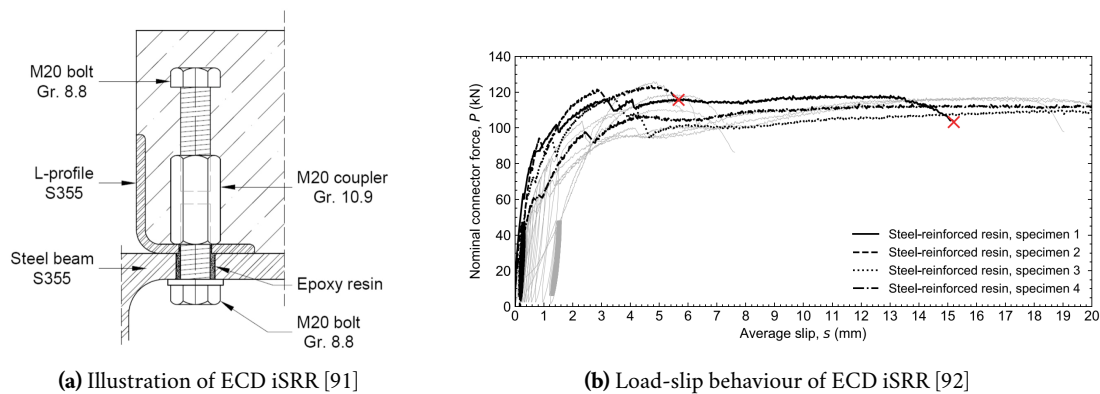 M20 bolt
Gr. 8.8
L-profile
S355
Steel beam
S355
M20 coupler
Gr. 10.9
Epoxy resin
M20 bolt
Gr. 8.8
(a) Illustration of ECD iSRR [91]
Nominal connector force, P (kN)
140
120
100
80
60
40
20
0
0 1 2 3 4 5 6 7 8 9 10 11 12 13 14 15 16 17 18 19 20
Average slip, s (mm)
Steel-reinforced resin, specimen 1
Steel-reinforced resin, specimen 2
Steel-reinforced resin, specimen 3
Steel-reinforced resin, specimen 4
(b) Load-slip behaviour of ECD iSRR [92]